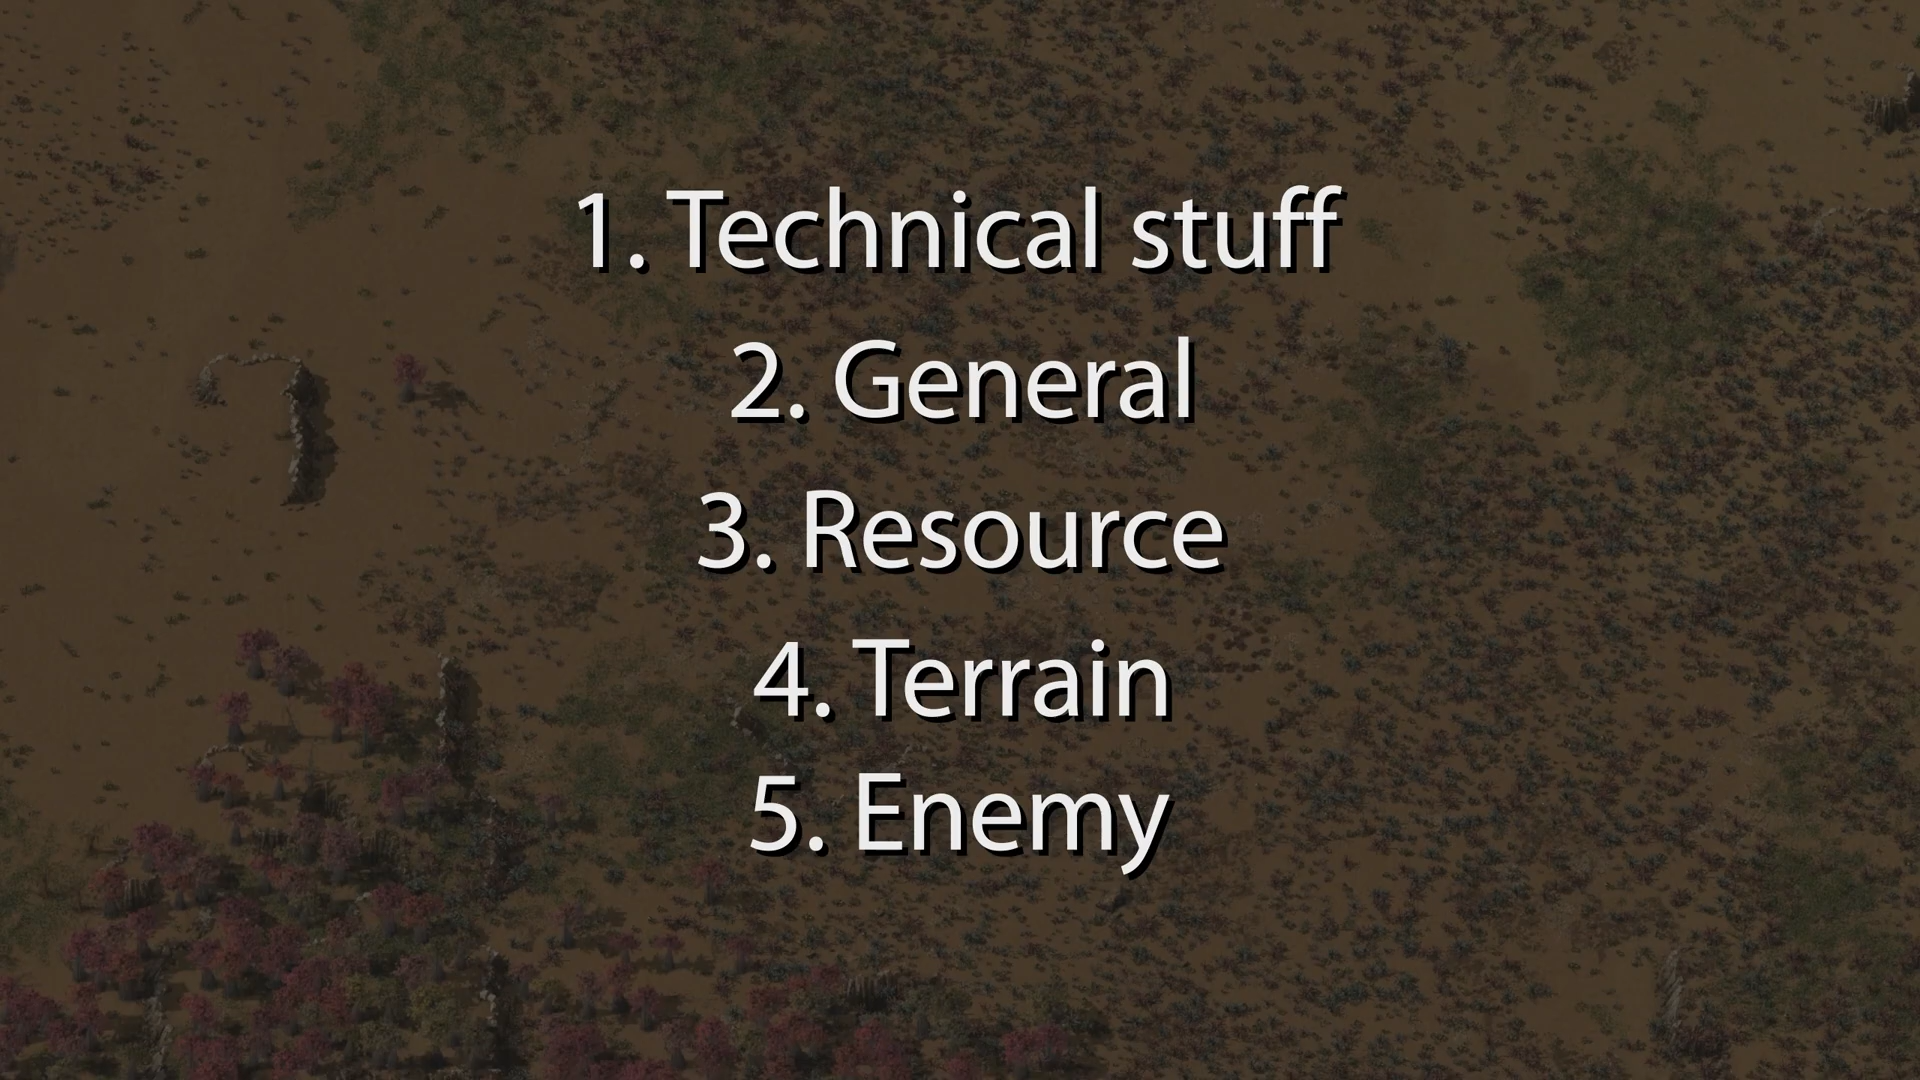 1. Technical stuff
2. General
3. Resource
4. Terrain
5. Enemy